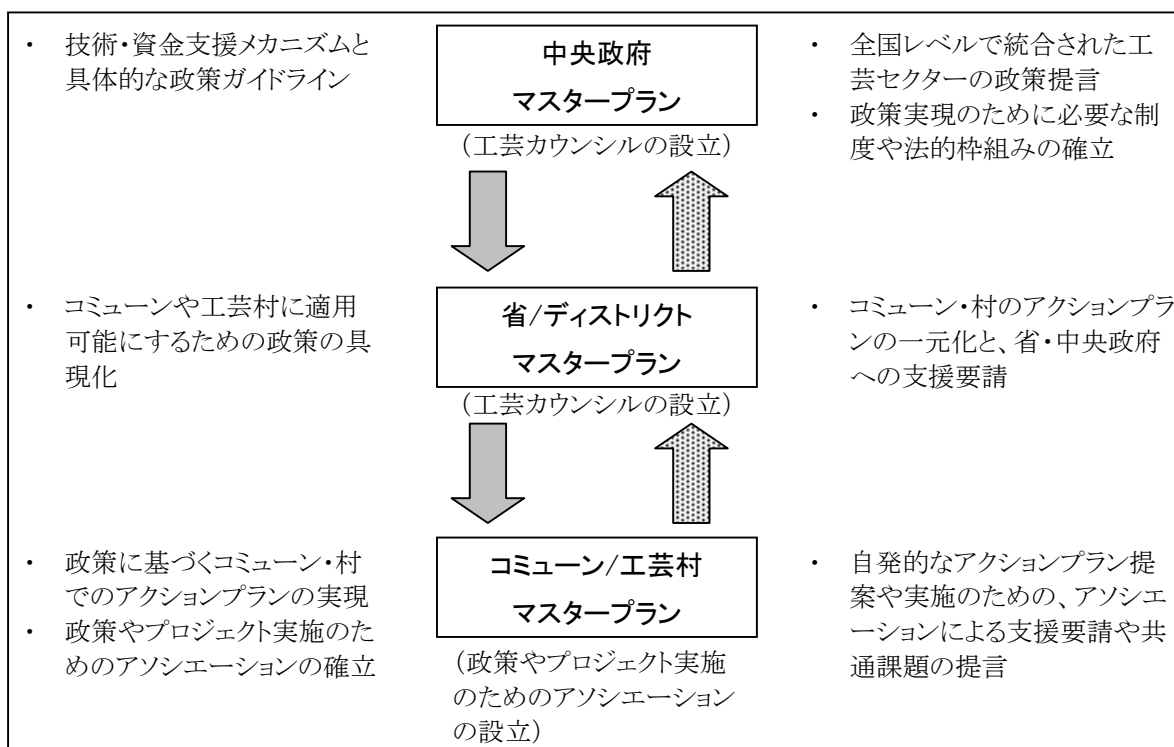 ・ 技術・資金支援メカニズムと
具体的な政策ガイドライン
中央政府
マスタープラン
（工芸カウンシルの設立）
・ 全国レベルで統合された工
芸セクターの政策提言
・ 政策実現のために必要な制
度や法的枠組みの確立
・ コミューンや工芸村に適用
可能にするための政策の具
現化
省/ディストリクト
マスタープラン
（工芸カウンシルの設立）
・ コミューン・村のアクションプラ
ンの一元化と、省・中央政府
への支援要請
・ 政策に基づくコミューン・村
でのアクションプランの実現
・ 政策やプロジェクト実施のた
めのアソシエーションの確立
コミューン/工芸村
マスタープラン
（政策やプロジェクト実施
のためのアソシエーション
の設立）
・ 自発的なアクションプラン提
案や実施のための、アソシエ
ーションによる支援要請や共
通課題の提言